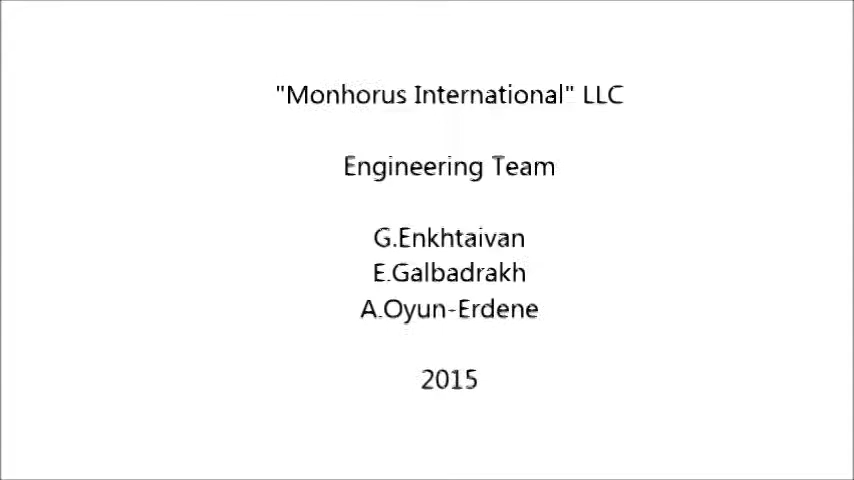 "Monhorus International" LLC
Engineering Team
G.Enkhtaivan
E.Galbadrakh
A.Oyun-Erdene
2015